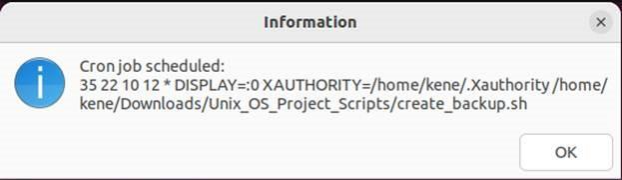 Information
Cron job scheduled:
35 22 10 12 * DISPLAY=:0 XAUTHORITY=/home/kene/.Xauthority /home/
kene/Downloads/Unix_OS_Project_Scripts/create_backup.sh
OK